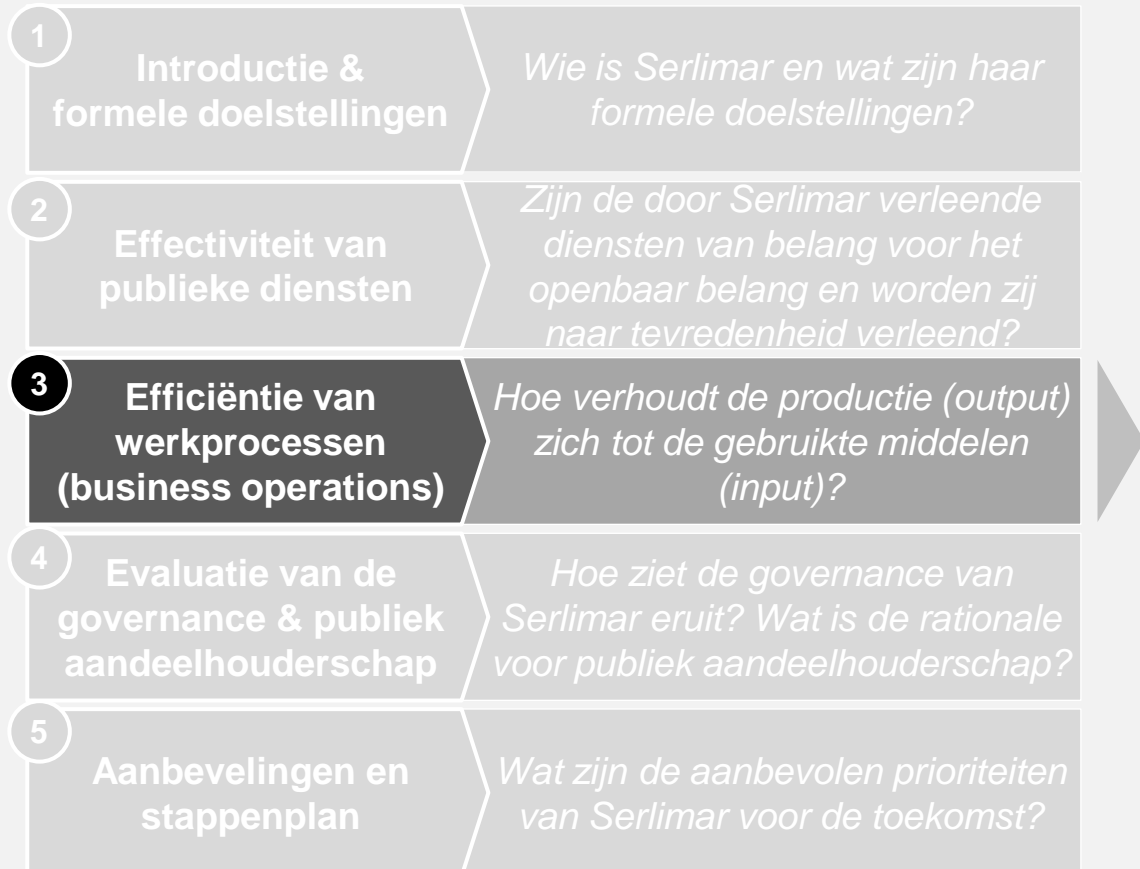 1
Introductie &
formele doelstellingen
Wie is Serlimar en wat zijn haar
formele doelstellingen?
2
Effectiviteit van
publieke diensten
Zijn de door Serlimar verleende
diensten van belang voor het
openbaar belang en worden zij
naar tevredenheid verleend?
3
Efficiëntie van
werkprocessen
(business operations)
Hoe verhoudt de productie (output)
zich tot de gebruikte middelen
(input)?
4
Evaluatie van de
governance & publiek
aandeelhouderschap
Hoe ziet de governance van
Serlimar eruit? Wat is de rationale
voor publiek aandeelhouderschap?
5
Aanbevelingen en
stappenplan
Wat zijn de aanbevolen prioriteiten
van Serlimar voor de toekomst?